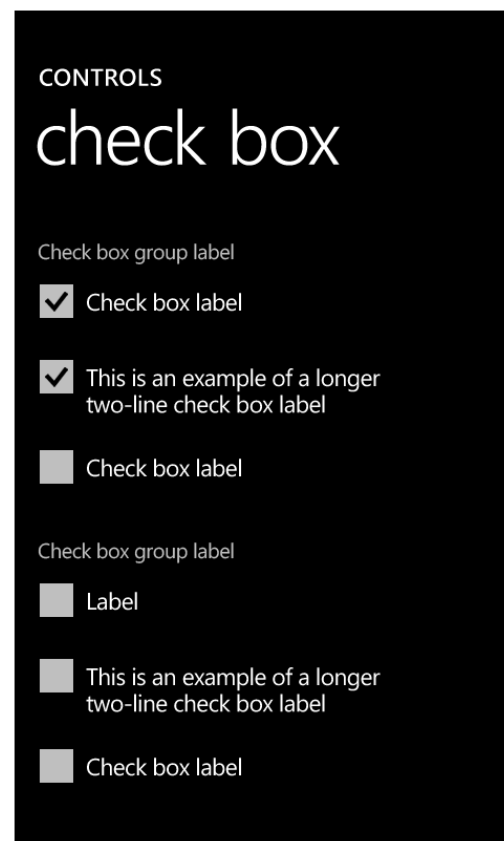 CONTROLS
check box
Check box group label
Check box label
This is an example of a longer
two-line check box label
Check box label
Check box group label
Label
This is an example of a longer
two-line check box label
Check box label